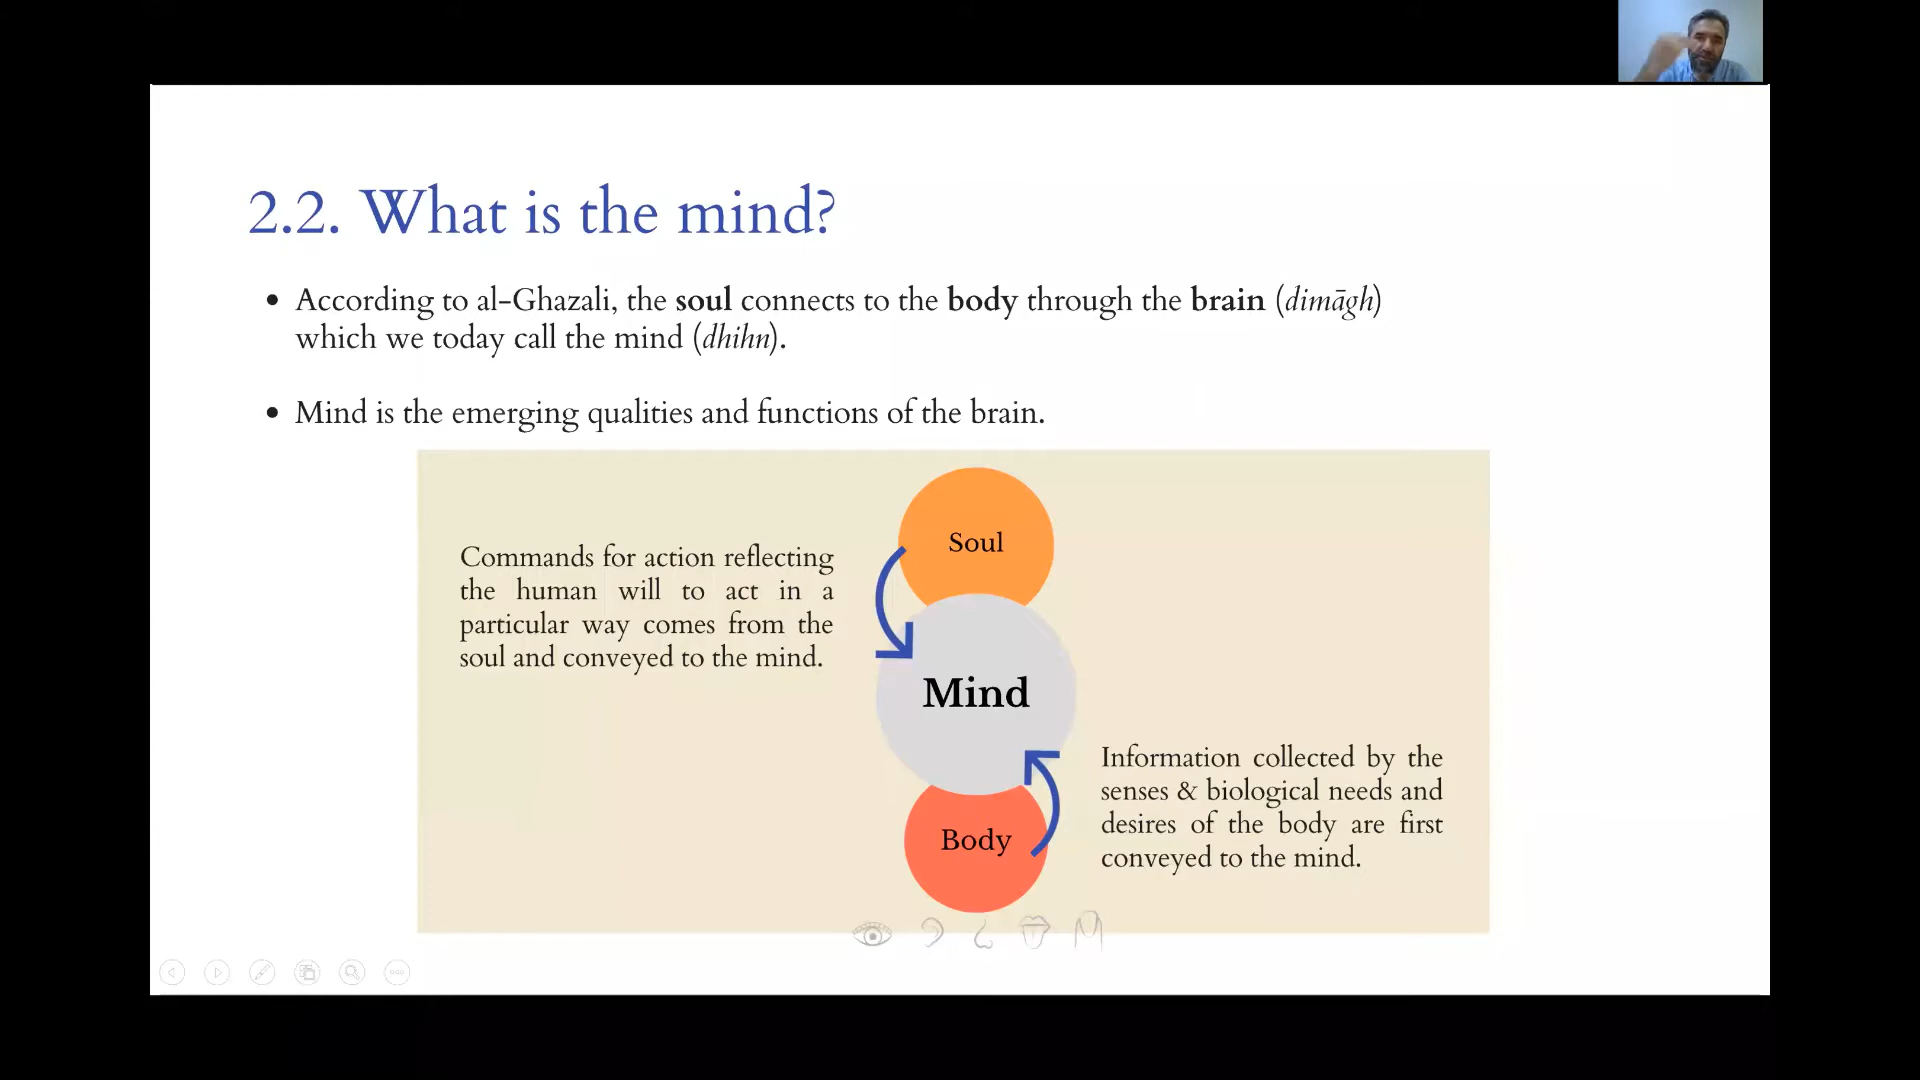 2.2. What is the mind?
• According to al-Ghazali, the soul connects to the body through the brain (dimāgh)
which we today call the mind (dhihn).
• Mind is the emerging qualities and functions of the brain.
Soul
Commands for action reflecting
the human will to act in a
particular way comes from the
soul and conveyed to the mind.
Mind
Information collected by the
senses & biological needs and
desires of the body are first
conveyed to the mind.
Body